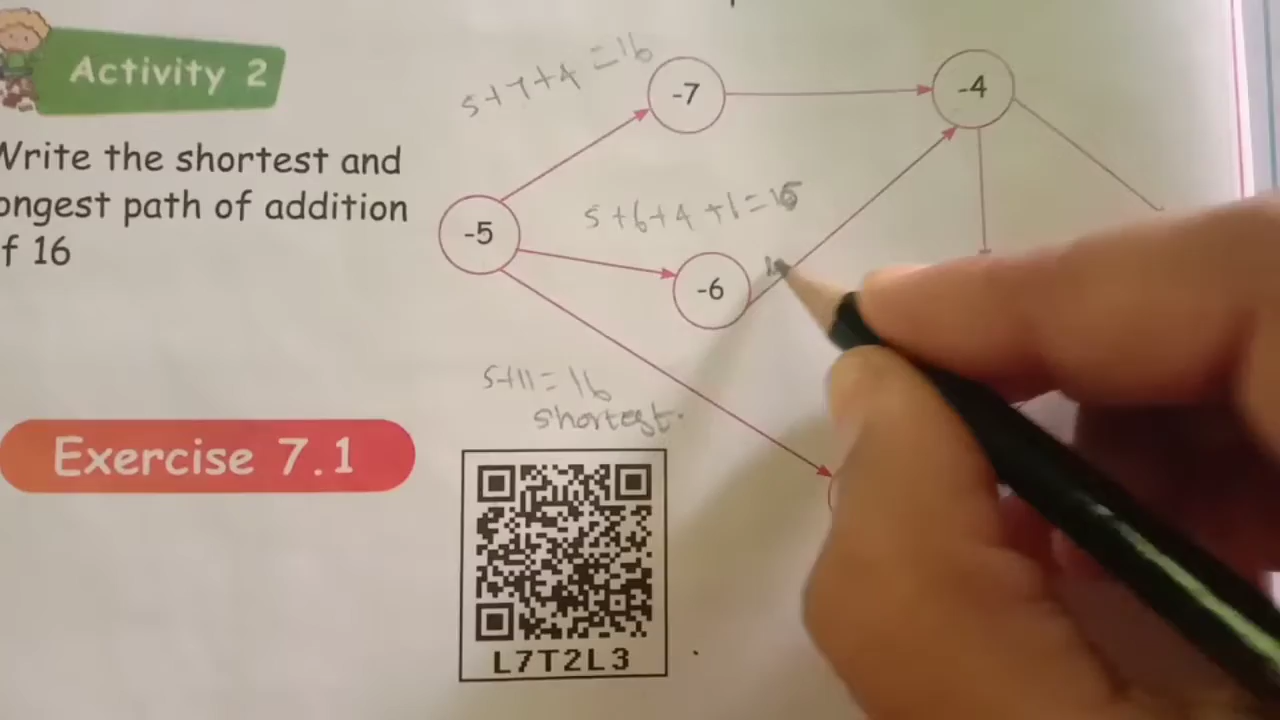 Activity 2
Write the shortest and
ongest path of addition
f 16
5+7+4=16
-7
-4
5+6+4+1=16
-5
-6
5+11=16
shortest.
Exercise 7.1
L7T2L3